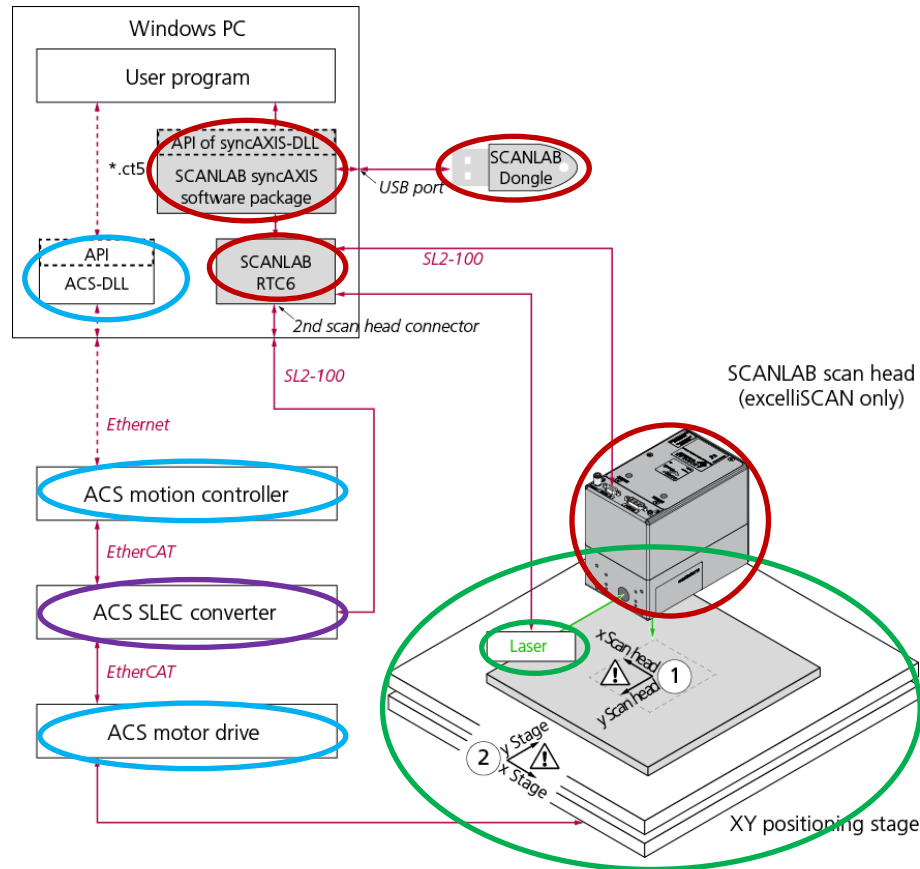 Windows PC
User program
API of syncAXIS-DLL
*.ct5
SCANLAB syncAXIS
software package
USB port
SCANLAB
Dongle
API
ACS-DLL
SCANLAB
RTC6
SL2-100
2nd scan head connector
SL2-100
SCANLAB scan head
(excelliSCAN only)
Ethernet
ACS motion controller
EtherCAT
ACS SLEC converter
EtherCAT
ACS motor drive
Laser
x Scan head
1
y Scan head
2
y Stage
x Stage
XY positioning stage